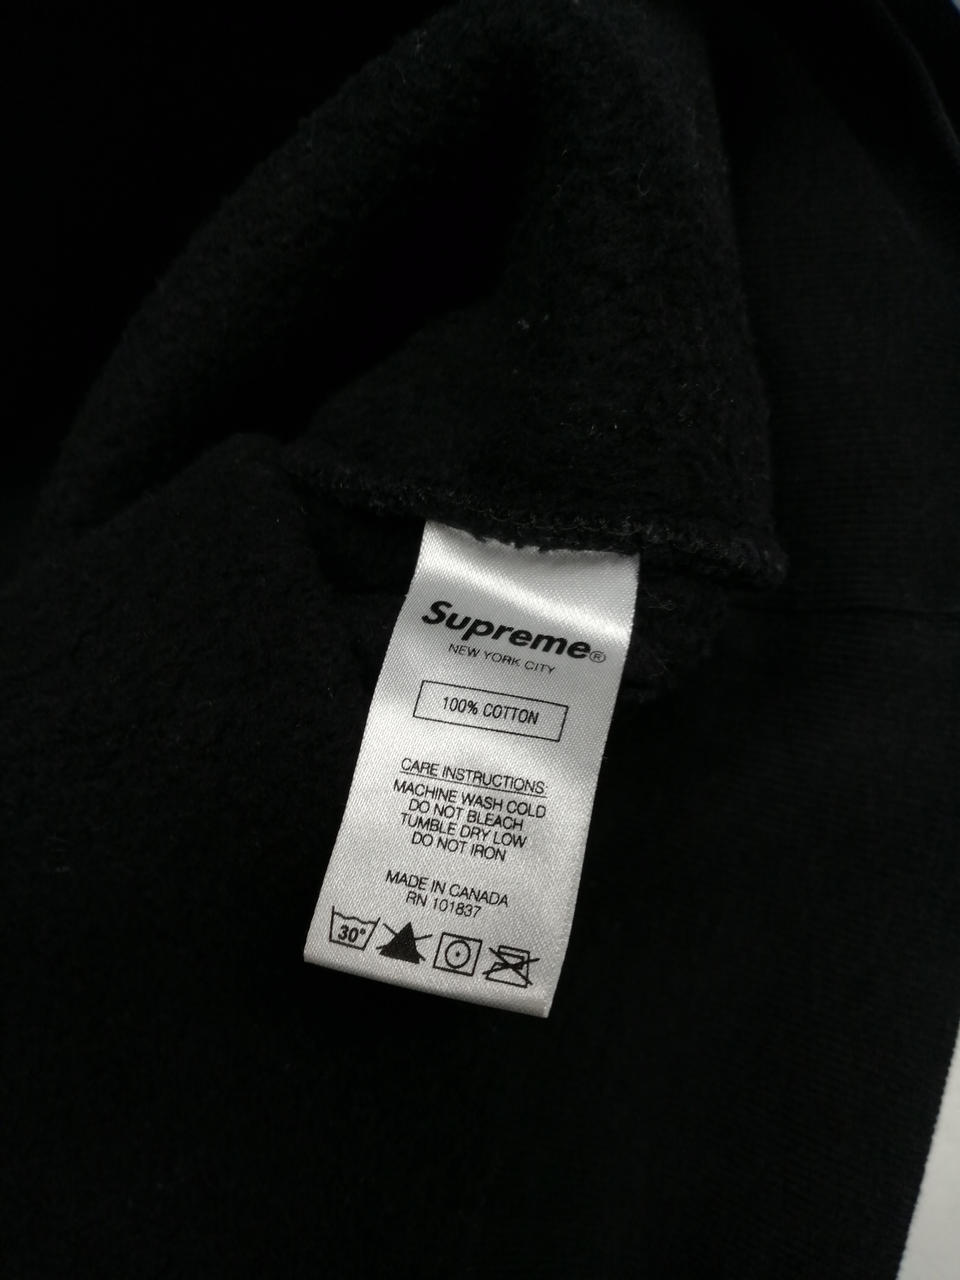 Supreme®
NEW YORK CITY
100% COTTON
CARE INSTRUCTIONS:
MACHINE WASH COLD
DO NOT BLEACH
TUMBLE DRY LOW
DO NOT IRON
MADE IN CANADA
RN 101837
30°